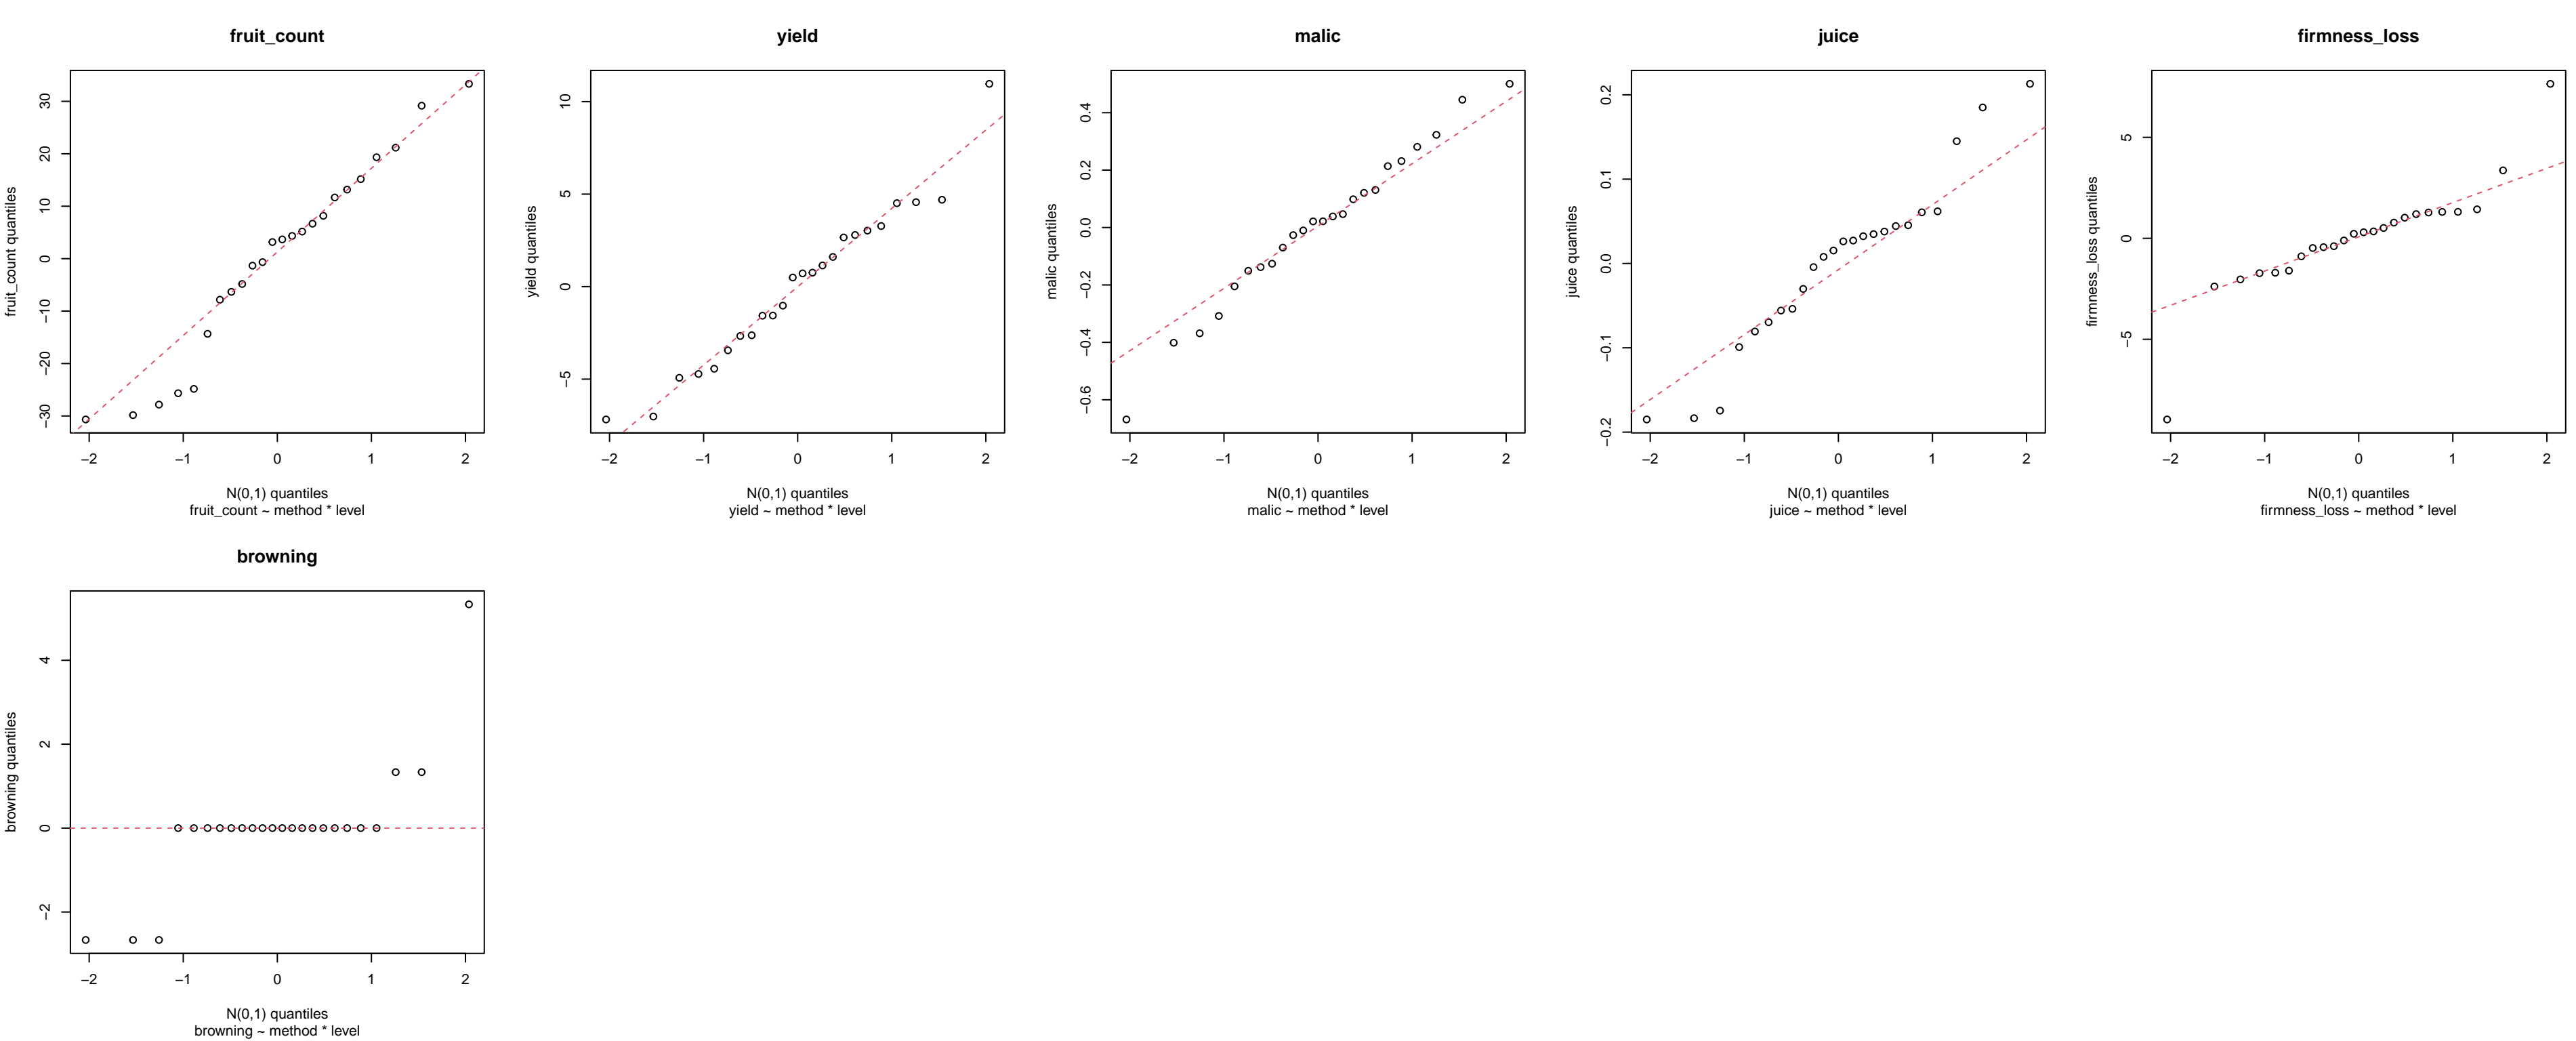 fruit_count
fruit_count quantiles
30
20
10
0
−10
−20
−30
−2 −1 0 1 2
N(0,1) quantiles
fruit_count ~ method * level
yield
yield quantiles
10
5
0
−5
−2 −1 0 1 2
N(0,1) quantiles
yield ~ method * level
malic
malic quantiles
0.4
0.2
0.0
−0.2
−0.4
−0.6
−2 −1 0 1 2
N(0,1) quantiles
malic ~ method * level
juice
juice quantiles
0.2
0.1
0.0
−0.1
−0.2
−2 −1 0 1 2
N(0,1) quantiles
juice ~ method * level
firmness_loss
firmness_loss quantiles
5
0
−5
−2 −1 0 1 2
N(0,1) quantiles
firmness_loss ~ method * level
browning
browning quantiles
4
2
0
−2
−2 −1 0 1 2
N(0,1) quantiles
browning ~ method * level